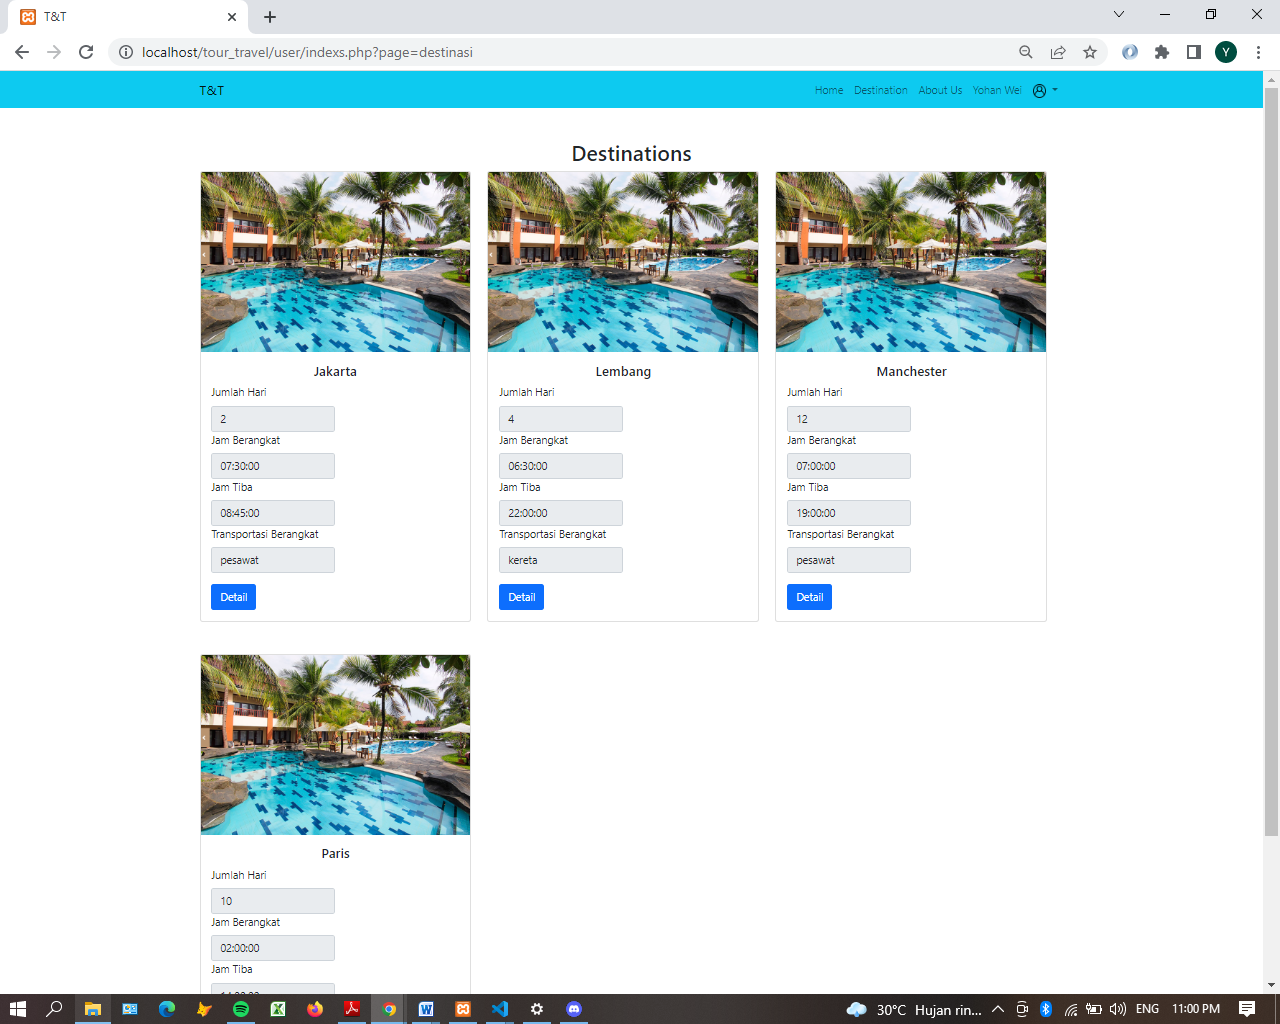 T&T
localhost/tour_travel/user/indexs.php?page=destinasi
Y
T&T Home Destination About Us Yohan Wei
Destinations
Jakarta
Jumlah Hari
2
Jam Berangkat
07:30:00
Jam Tiba
08:45:00
Transportasi Berangkat
pesawat
Detail
Lembang
Jumlah Hari
4
Jam Berangkat
06:30:00
Jam Tiba
22:00:00
Transportasi Berangkat
kereta
Detail
Manchester
Jumlah Hari
12
Jam Berangkat
07:00:00
Jam Tiba
19:00:00
Transportasi Berangkat
pesawat
Detail
Paris
Jumlah Hari
10
Jam Berangkat
02:00:00
Jam Tiba
30°C Hujan rin... ENG 11:00 PM